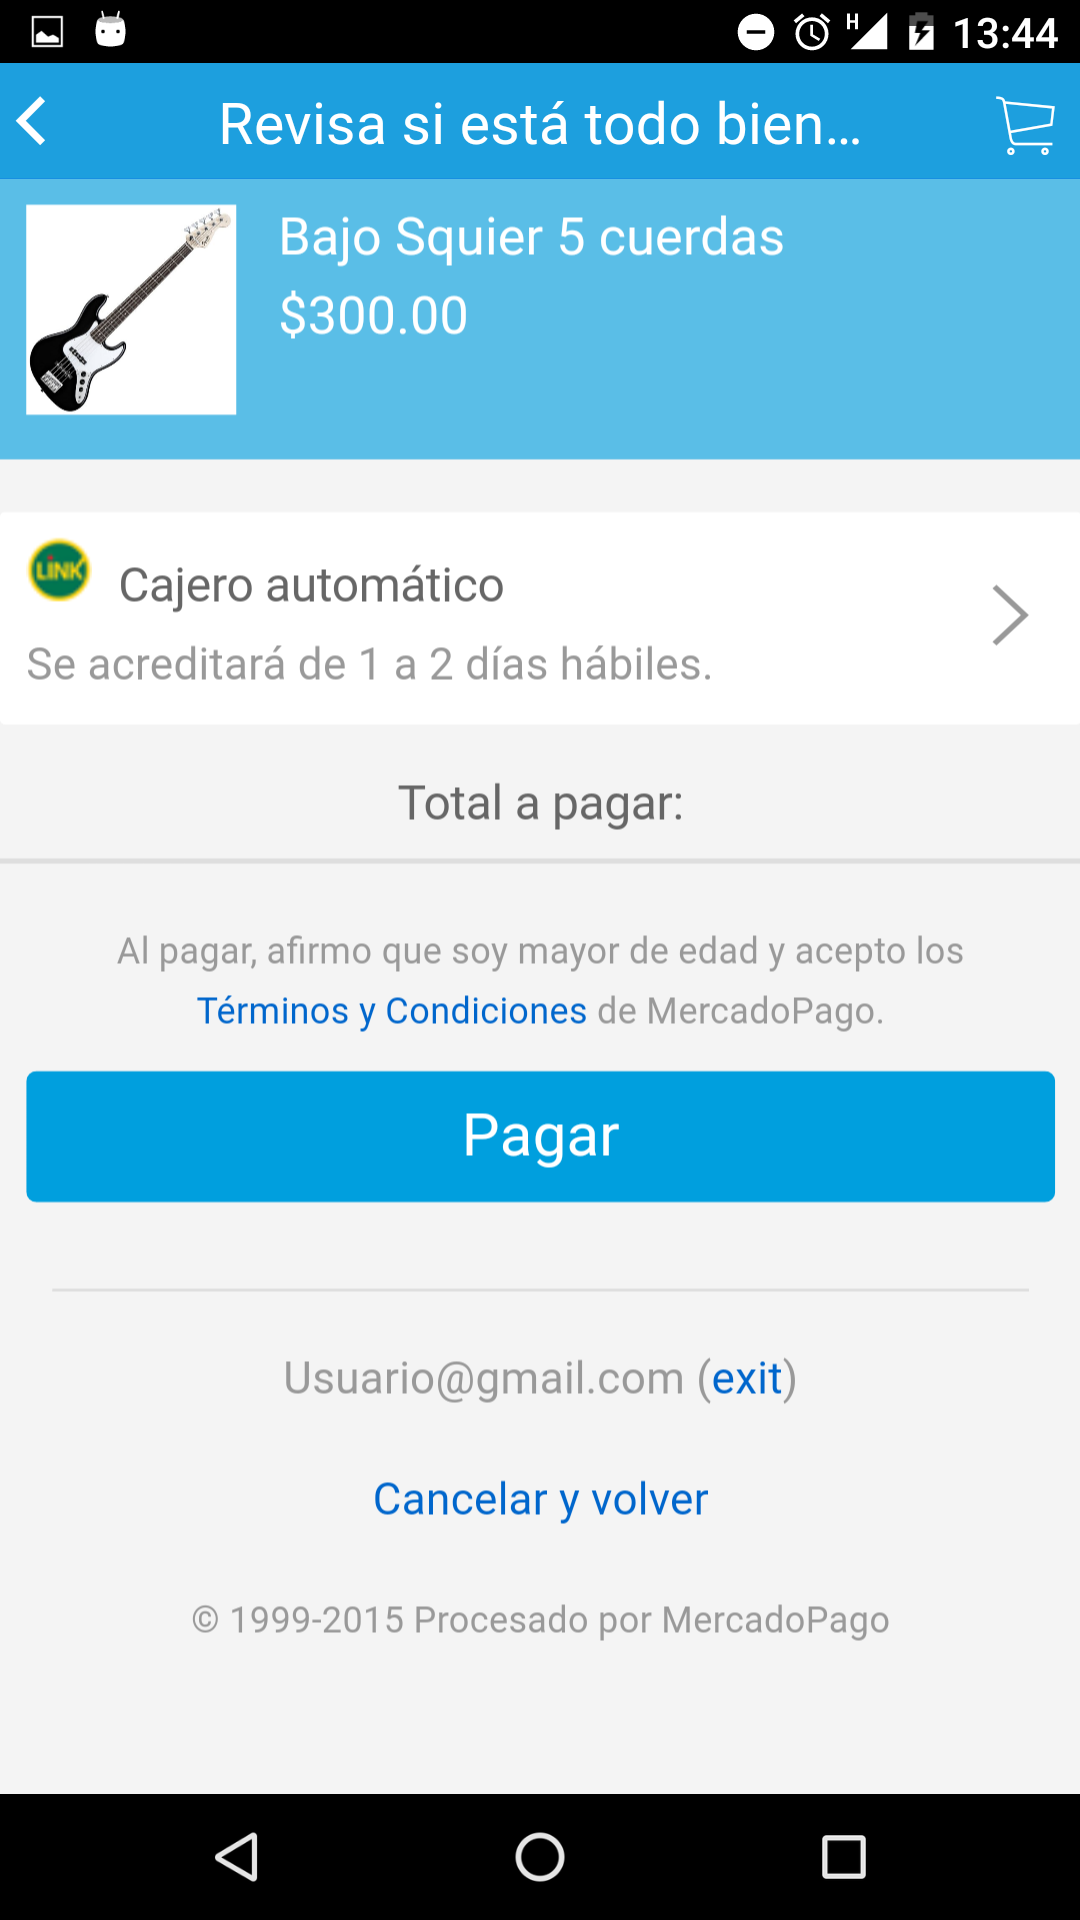 H 13:44
Revisa si está todo bien...
Bajo Squier 5 cuerdas
$300.00
LINK
Cajero automático
Se acreditará de 1 a 2 días hábiles.
Total a pagar:
Al pagar, afirmo que soy mayor de edad y acepto los
Términos y Condiciones de MercadoPago.
Pagar
Usuario@gmail.com (exit)
Cancelar y volver
© 1999-2015 Procesado por MercadoPago